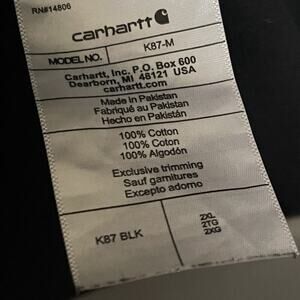 RN#14806
carhartt
MODEL NO. K87-M
Carhartt, Inc. P.O. Box 600
Dearborn, MI 48121 USA
carhartt.com
Made in Pakistan
Fabriqué au Pakistan
Hecho en Pakistán
100% Cotton
100% Coton
100% Algodón
Exclusive trimming
Sauf garnitures
Excepto adorno
K87 BLK
2XL
2TG
2XG